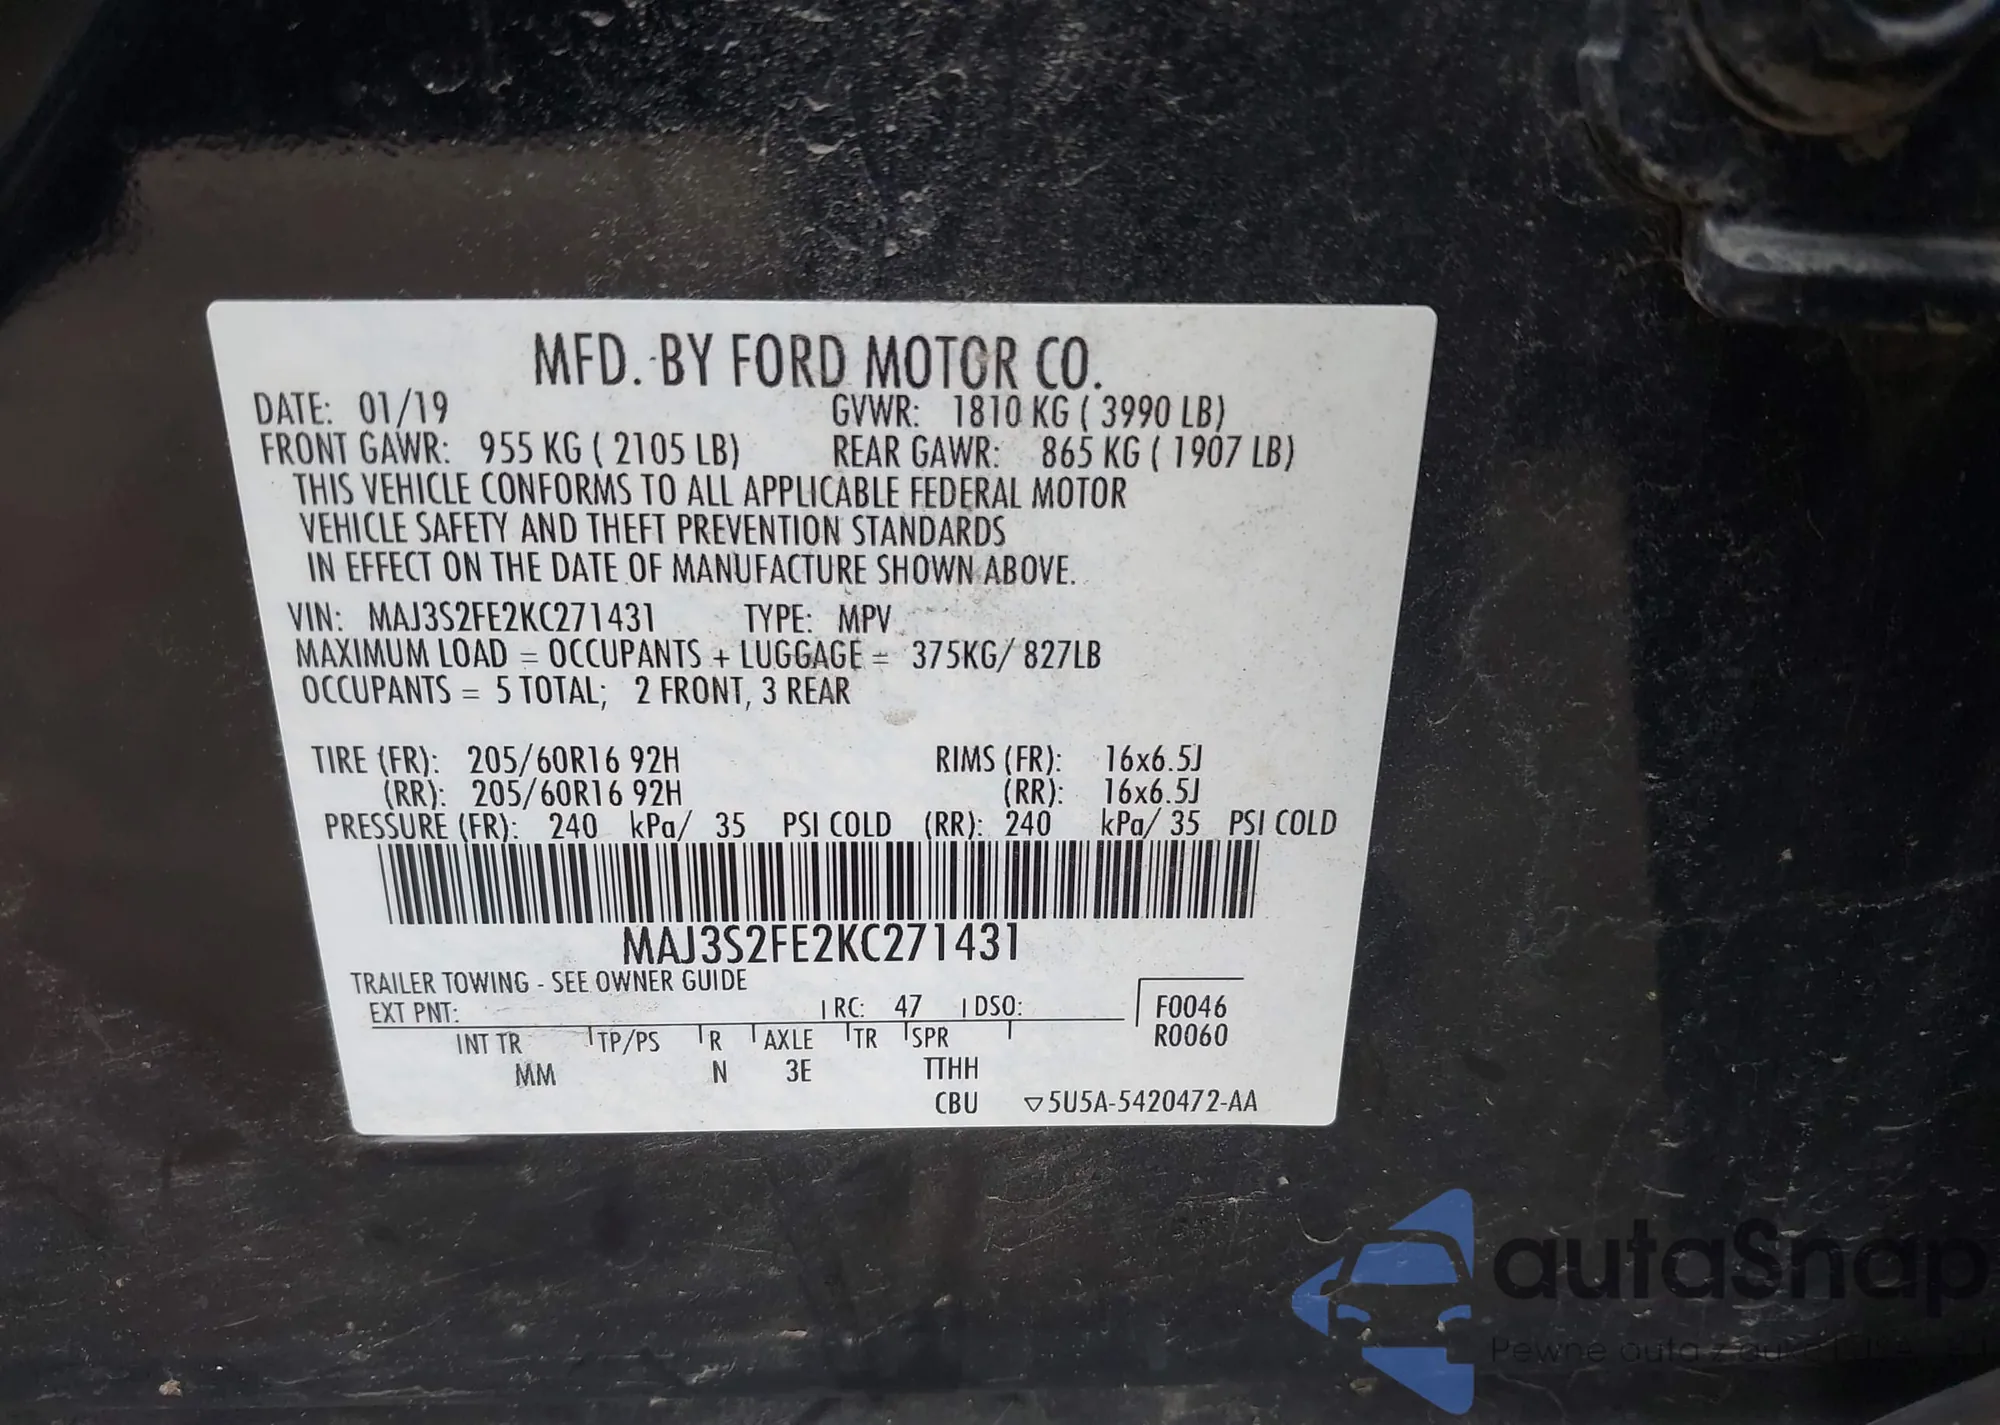 MFD. BY FORD MOTOR CO.
DATE: 01/19 GVWR: 1810 KG ( 3990 LB)
FRONT GAWR: 955 KG ( 2105 LB) REAR GAWR: 865 KG ( 1907 LB)
THIS VEHICLE CONFORMS TO ALL APPLICABLE FEDERAL MOTOR
VEHICLE SAFETY AND THEFT PREVENTION STANDARDS
IN EFFECT ON THE DATE OF MANUFACTURE SHOWN ABOVE.
VIN: MAJ3S2FE2KC271431 TYPE: MPV
MAXIMUM LOAD = OCCUPANTS + LUGGAGE = 375KG/ 827LB
OCCUPANTS = 5 TOTAL; 2 FRONT, 3 REAR
TIRE (FR): 205/60R16 92H RIMS (FR): 16x6.5J
(RR): 205/60R16 92H (RR): 16x6.5J
PRESSURE (FR): 240 kPa/ 35 PSI COLD (RR): 240 kPa/ 35 PSI COLD
MAJ3S2FE2KC271431
TRAILER TOWING - SEE OWNER GUIDE
EXT PNT: RC: 47 DSO: F0046
R0060
INT TR TP/PS R AXLE TR SPR
MM N 3E TTHH
CBU ▽5U5A-5420472-AA
autaSnap
Pewne auta z